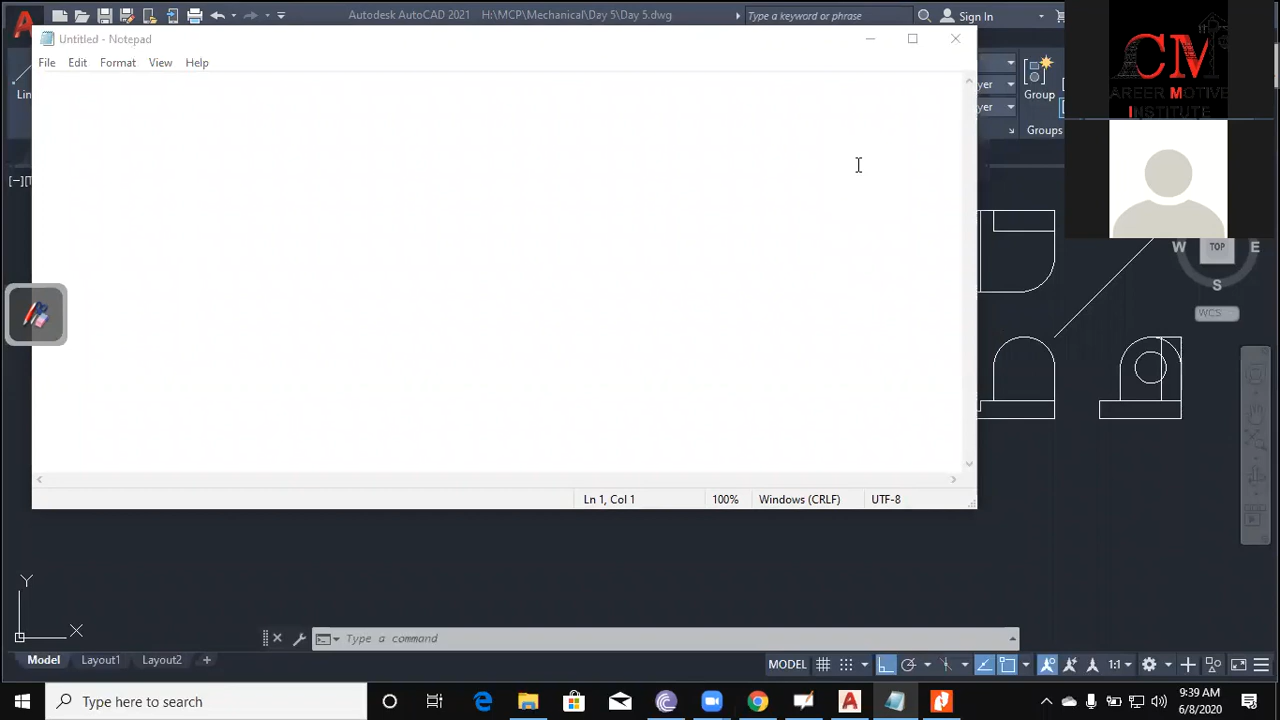 Autodesk AutoCAD 2021 H:\MCP\Mechanical\Day 5\Day 5.dwg
Type a keyword or phrase
Sign In
Untitled - Notepad
File Edit Format View Help
Lin
yer
yer
Group
Groups
CM
AREER MOTIVE
INSTITUTE
[–]
W TOP E
S
WCS
Ln 1, Col 1 100% Windows (CRLF) UTF-8
Y
X
Type a command
Model Layout1 Layout2 +
MODEL 1:1
Type here to search
9:39 AM
6/8/2020